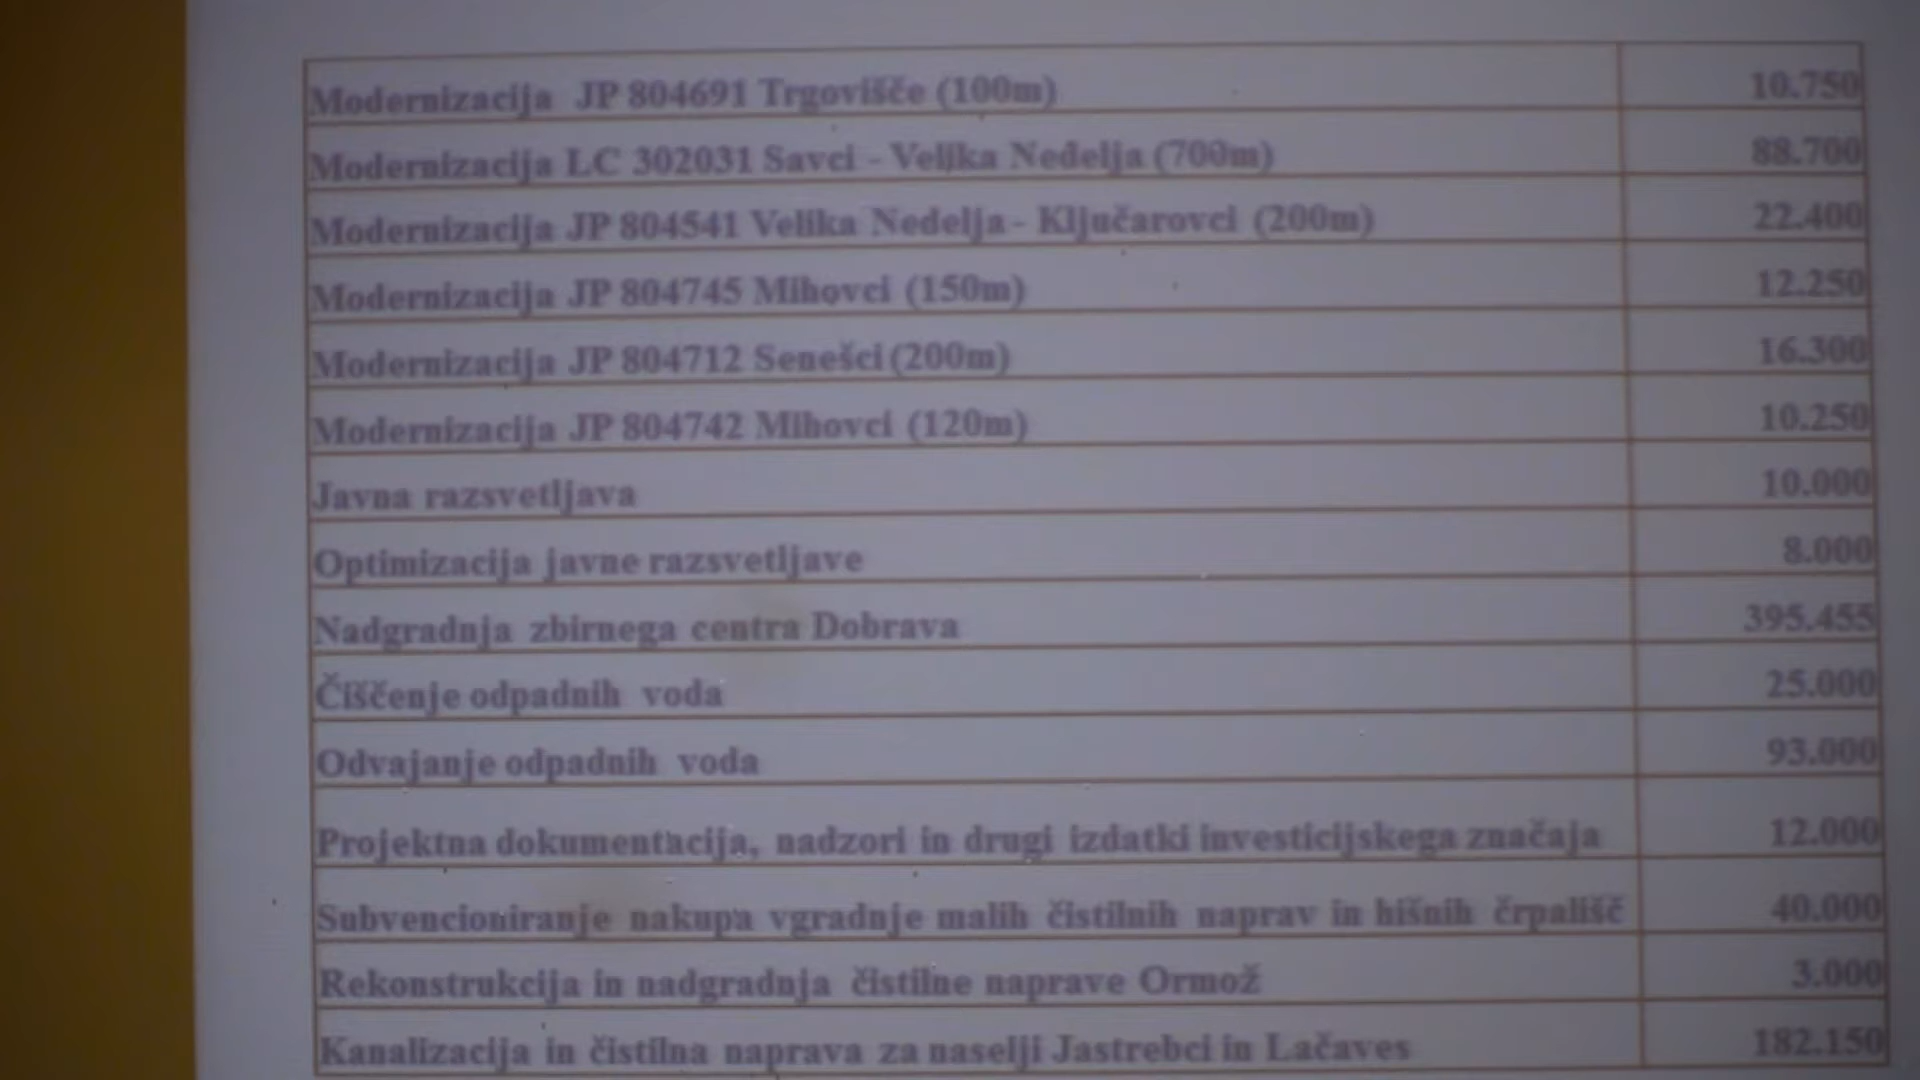 Modernizacija JP 804691 Trgovišče (100m) 10.750
Modernizacija LC 302031 Savci - Velika Nedelja (700m) 88.700
Modernizacija JP 804541 Velika Nedelja - Ključarovci (200m) 22.400
Modernizacija JP 804745 Mihovci (150m) 12.250
Modernizacija JP 804712 Senešci (200m) 16.300
Modernizacija JP 804742 Mihovci (120m) 10.250
Javna razsvetljava 10.000
Optimizacija javne razsvetljave 8.000
Nadgradnja zbirnega centra Dobrava 395.455
Čiščenje odpadnih voda 25.000
Odvajanje odpadnih voda 93.000
Projektna dokumentacija, nadzori in drugi izdatki investicijskega značaja 12.000
Subvencioniranje nakupa vgradnje malih čistilnih naprav in hišnih črpališč 40.000
Rekonstrukcija in nadgradnja čistilne naprave Ormož 3.000
Kanalizacija in čistilna naprava za naselji Jastrebci in Lačaves 182.150